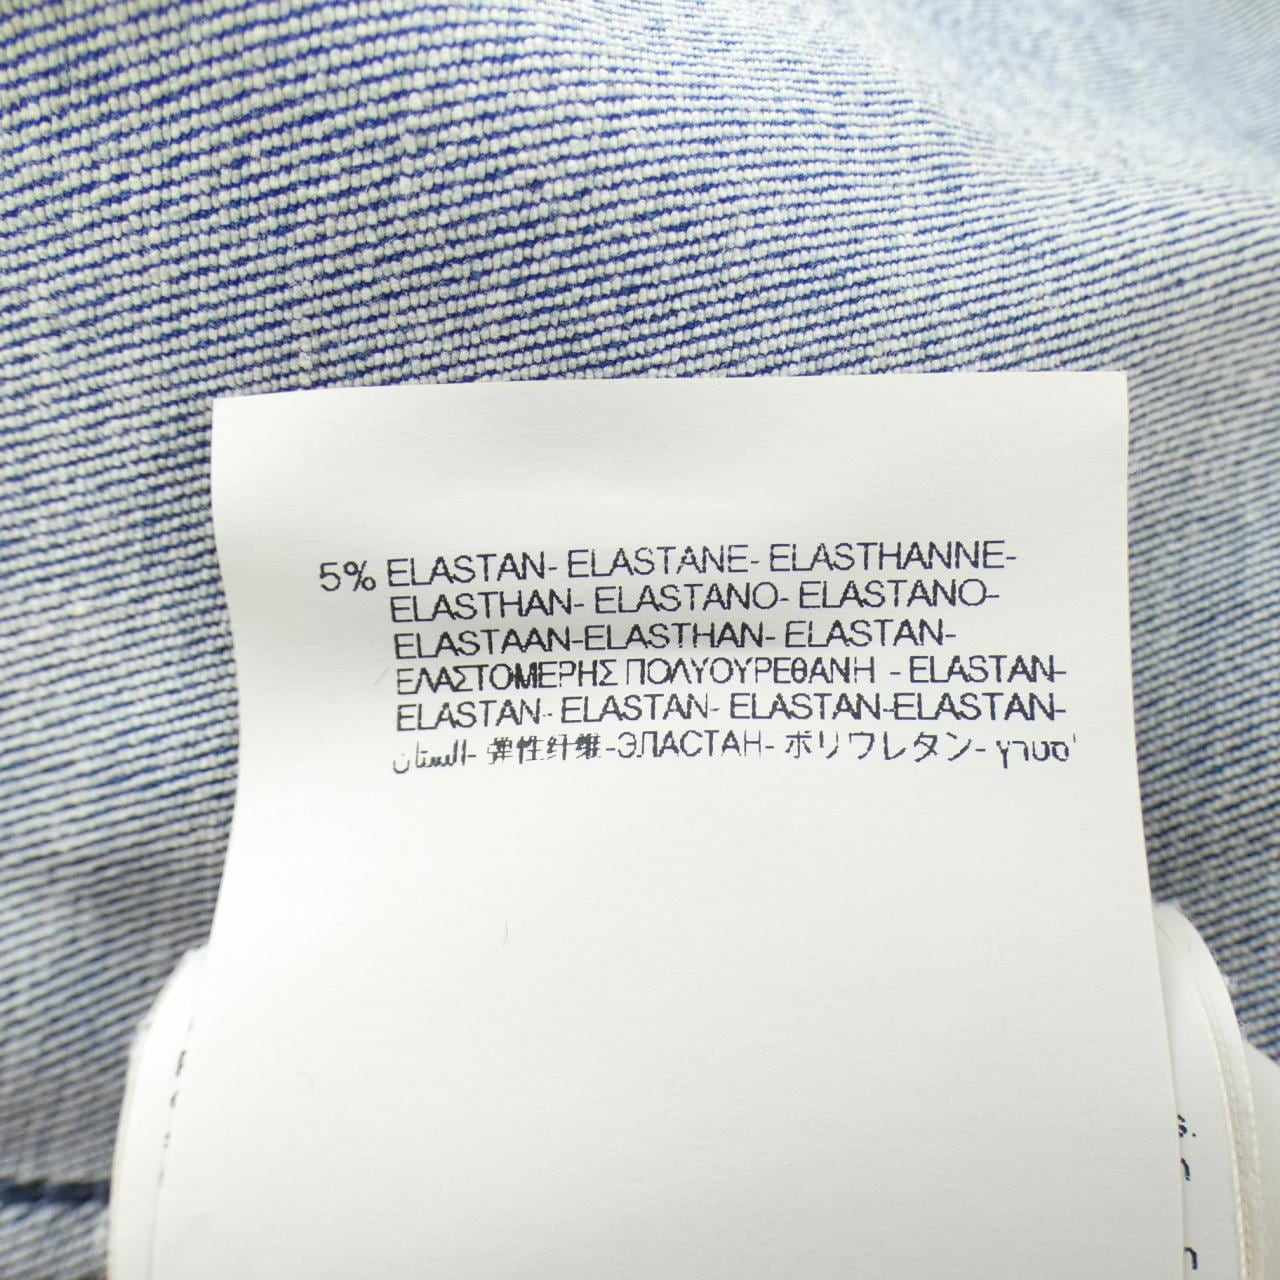 5% ELASTAN- ELASTANE- ELASTHANNE-
ELASTHAN- ELASTANO- ELASTANO-
ELASTAAN-ELASTHAN- ELASTAN-
ΕΛΑΣΤΟΜΕΡΗΣ ΠΟΛΥΟΥΡΕΘΑΝΗ - ELASTAN-
ELASTAN- ELASTAN- ELASTAN-ELASTAN-
الستان- 弹性纤维-ЭЛАСТАН- ポリウレタン- סטרץ'